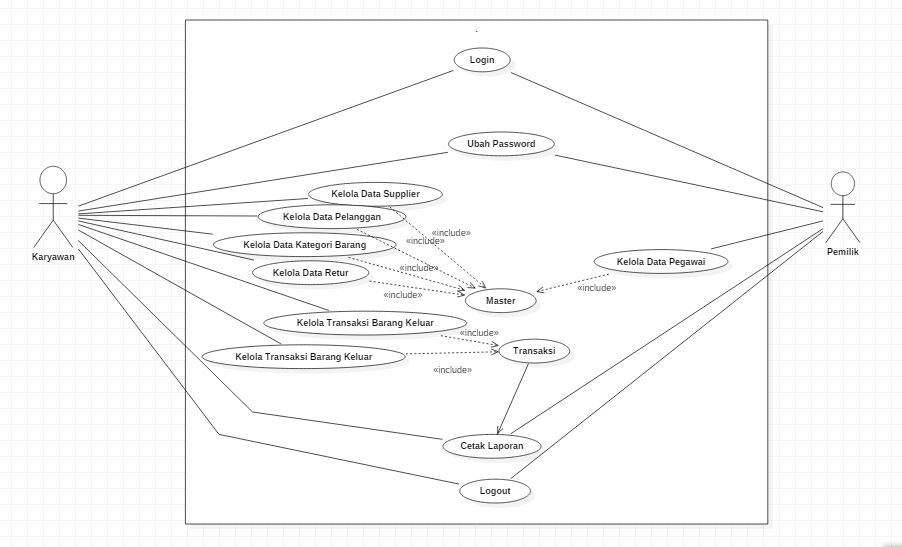 .
Login
Ubah Password
Kelola Data Supplier
Kelola Data Pelanggan
«include»
«include»
Kelola Data Kategori Barang
Karyawan
Pemilik
Kelola Data Pegawai
«include»
Kelola Data Retur
«include»
«include»
Master
Kelola Transaksi Barang Keluar
«include»
Transaksi
Kelola Transaksi Barang Keluar
«include»
Cetak Laporan
Logout